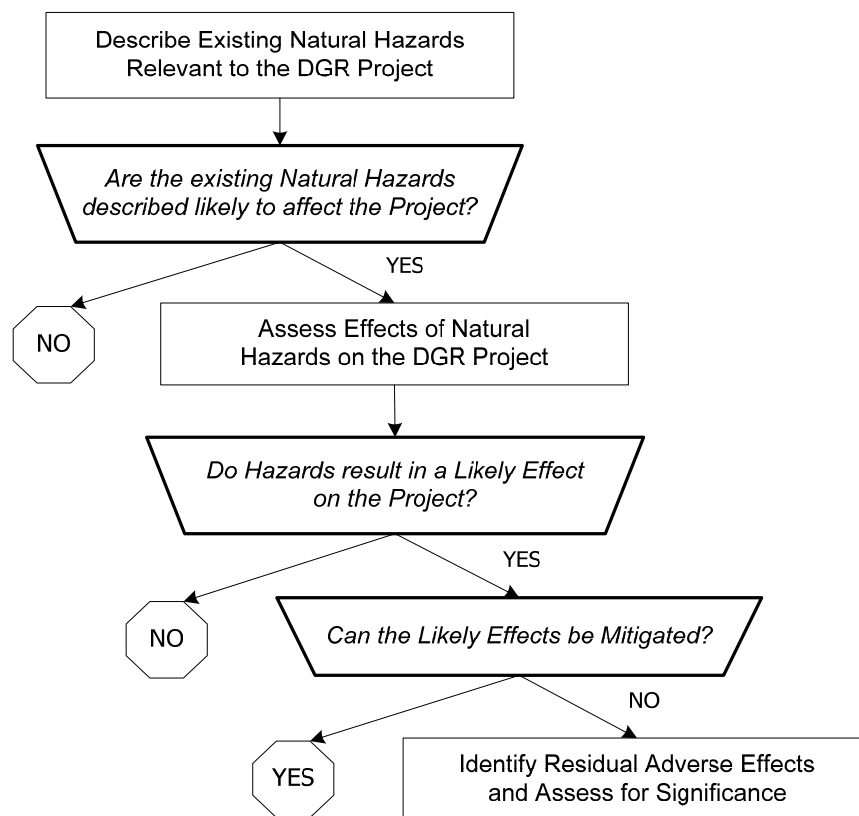 Describe Existing Natural Hazards
Relevant to the DGR Project
Are the existing Natural Hazards
described likely to affect the Project?
YES
NO
Assess Effects of Natural
Hazards on the DGR Project
Do Hazards result in a Likely Effect
on the Project?
YES
NO
Can the Likely Effects be Mitigated?
NO
YES
Identify Residual Adverse Effects
and Assess for Significance